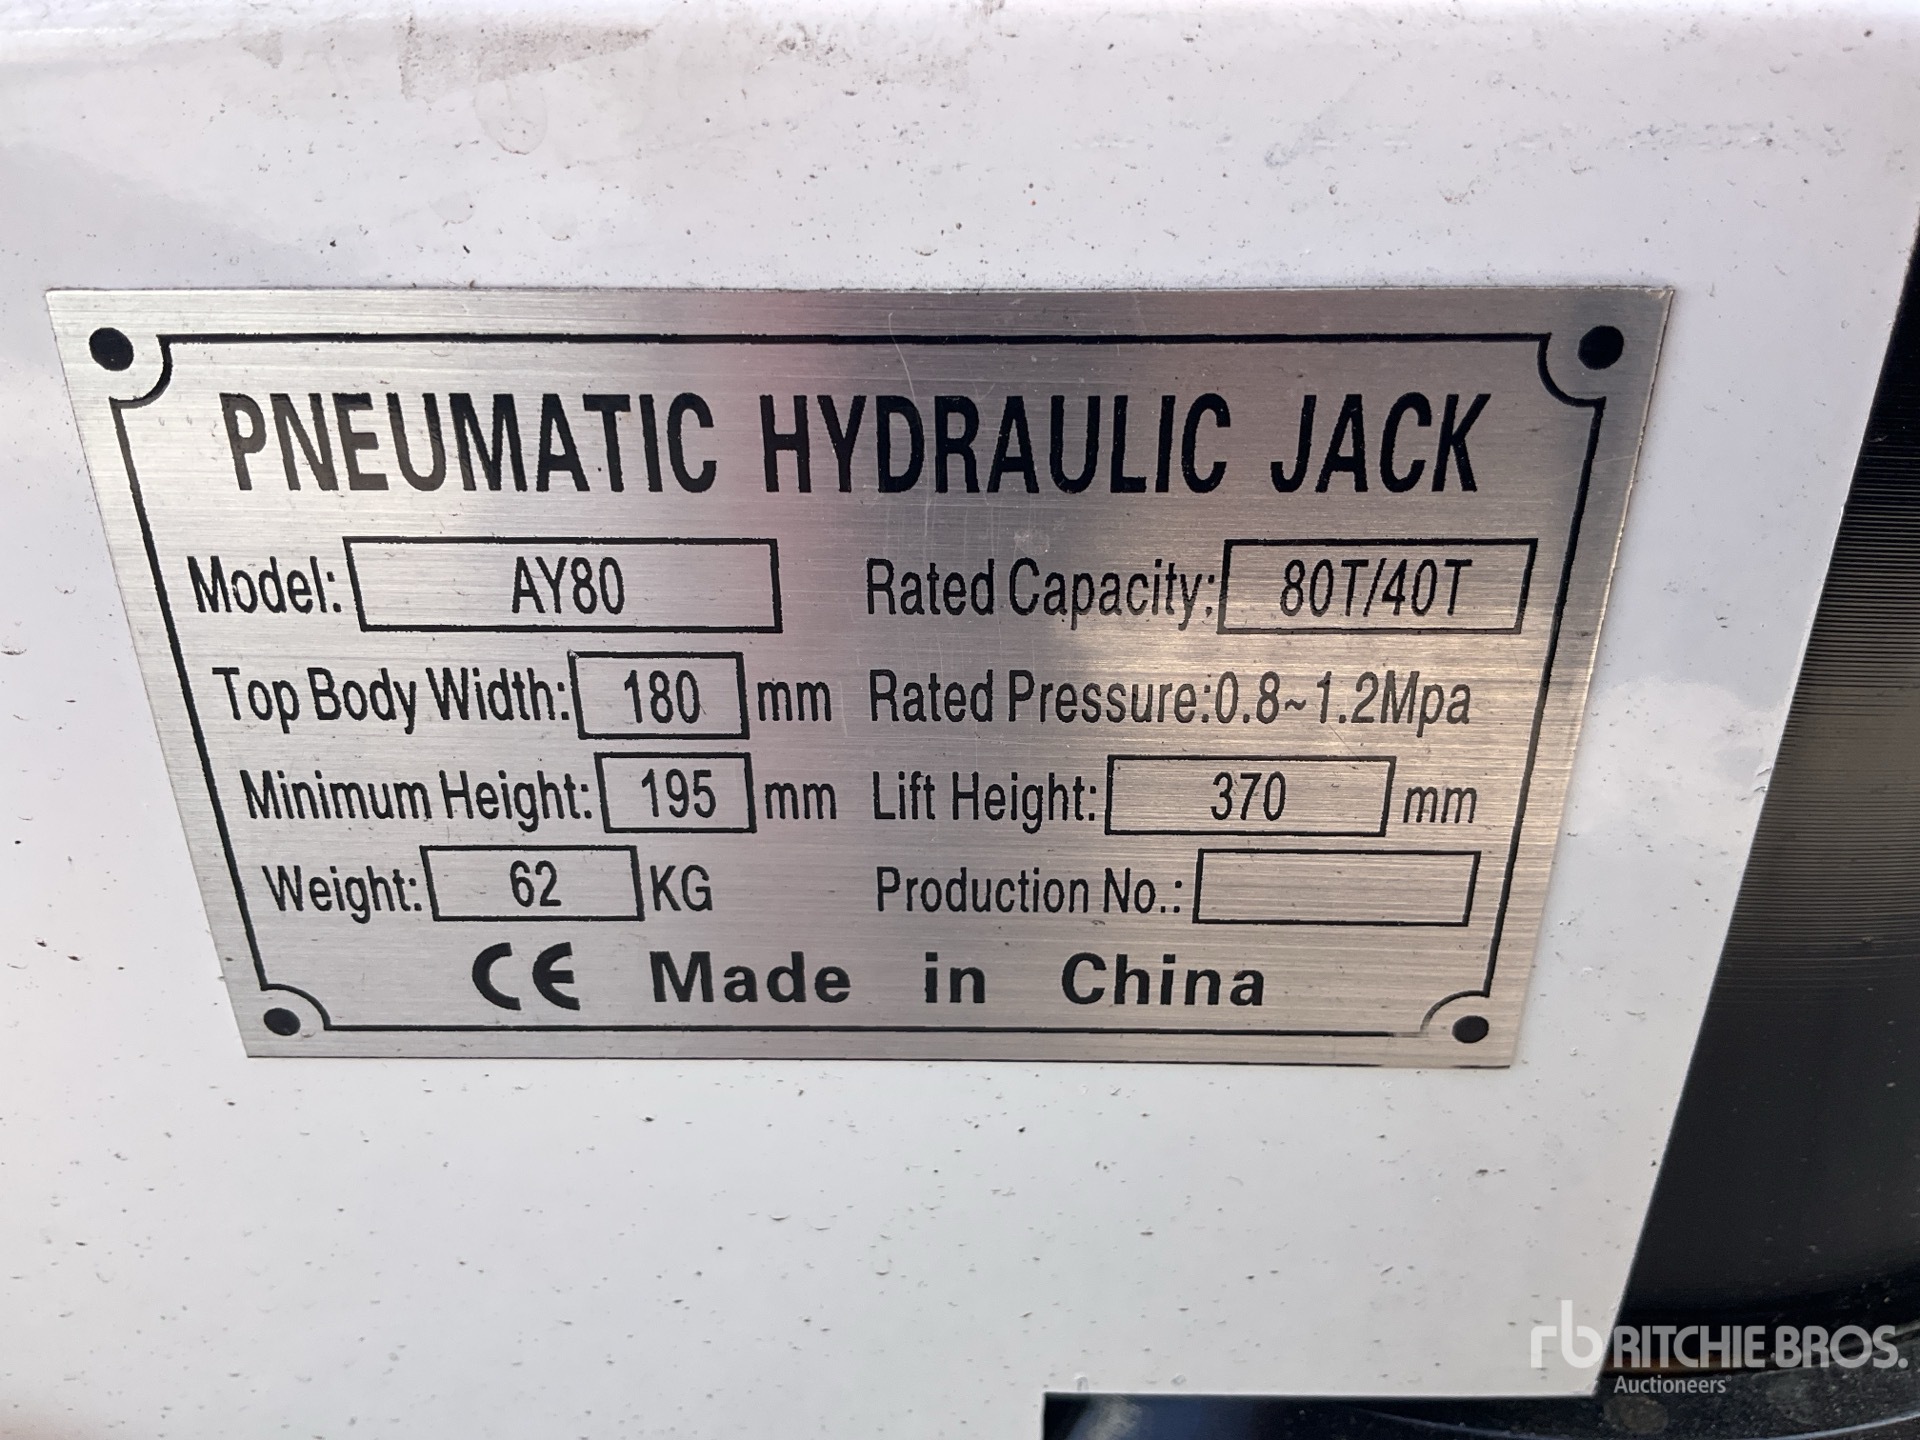 PNEUMATIC HYDRAULIC JACK
Model: AY80 Rated Capacity: 80T/40T
Top Body Width: 180 mm Rated Pressure:0.8~1.2Mpa
Minimum Height: 195 mm Lift Height: 370 mm
Weight: 62 KG Production No.:
CE Made in China
rb RITCHIE BROS.
Auctioneers